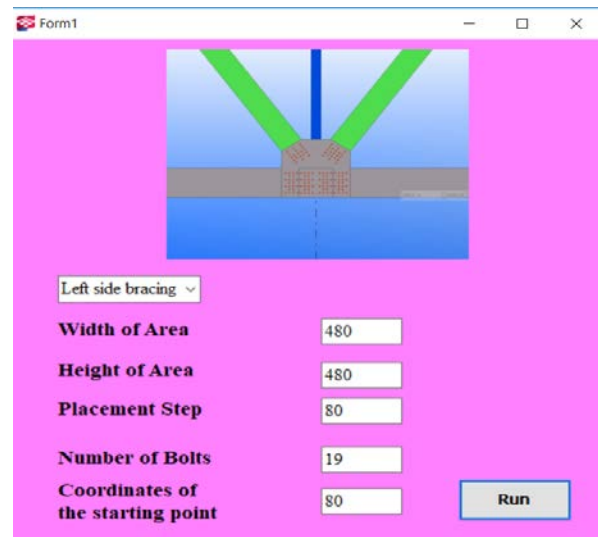 Form1
Left side bracing
Width of Area 480
Height of Area 480
Placement Step 80
Number of Bolts 19
Coordinates of
the starting point 80
Run